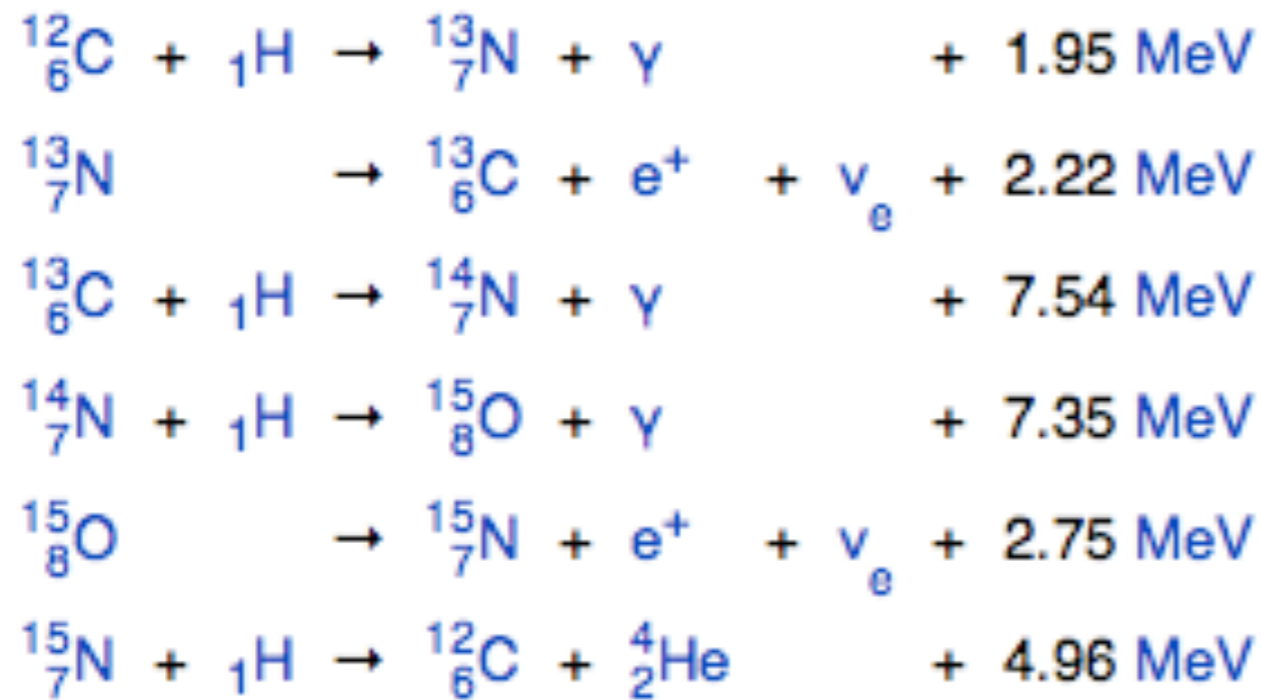 ¹²₆C + ₁H → ¹³₇N + γ + 1.95 MeV
¹³₇N → ¹³₆C + e⁺ + νₑ + 2.22 MeV
¹³₆C + ₁H → ¹⁴₇N + γ + 7.54 MeV
¹⁴₇N + ₁H → ¹⁵₈O + γ + 7.35 MeV
¹⁵₈O → ¹⁵₇N + e⁺ + νₑ + 2.75 MeV
¹⁵₇N + ₁H → ¹²₆C + ⁴₂He + 4.96 MeV